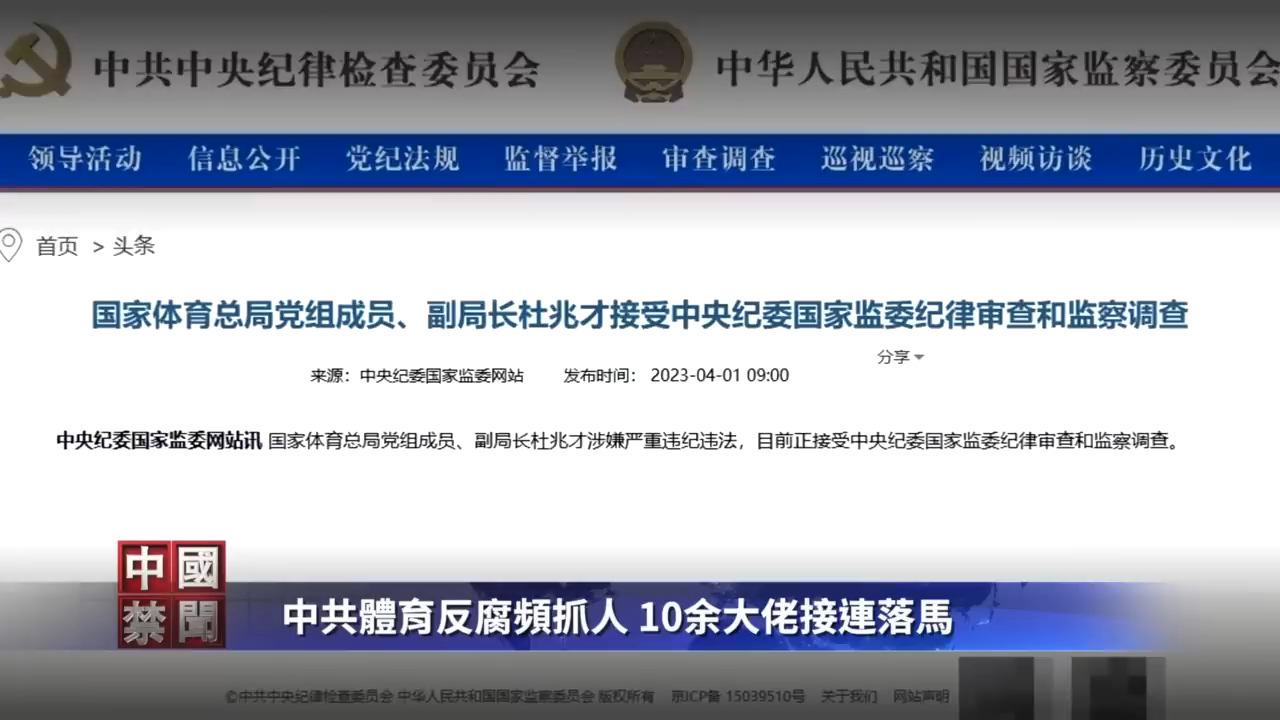 中共中央纪律检查委员会 中华人民共和国国家监察委员会
领导活动 信息公开 党纪法规 监督举报 审查调查 巡视巡察 视频访谈 历史文化
首页 > 头条
国家体育总局党组成员、副局长杜兆才接受中央纪委国家监委纪律审查和监察调查
分享
来源：中央纪委国家监委网站 发布时间： 2023-04-01 09:00
中央纪委国家监委网站讯 国家体育总局党组成员、副局长杜兆才涉嫌严重违纪违法，目前正接受中央纪委国家监委纪律审查和监察调查。
中國
禁聞
中共體育反腐頻抓人 10余大佬接連落馬
©中共中央纪律检查委员会 中华人民共和国国家监察委员会 版权所有 京ICP备 15039510号 关于我们 网站声明